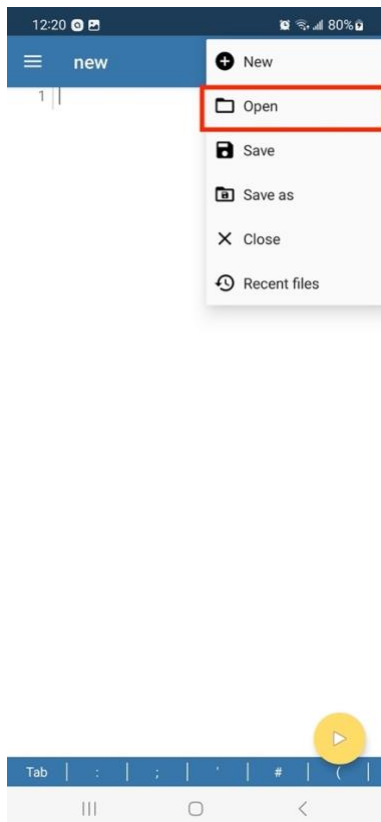 12:20 80%
new
New
1
Open
Save
Save as
Close
Recent files
Tab : ; ' # (